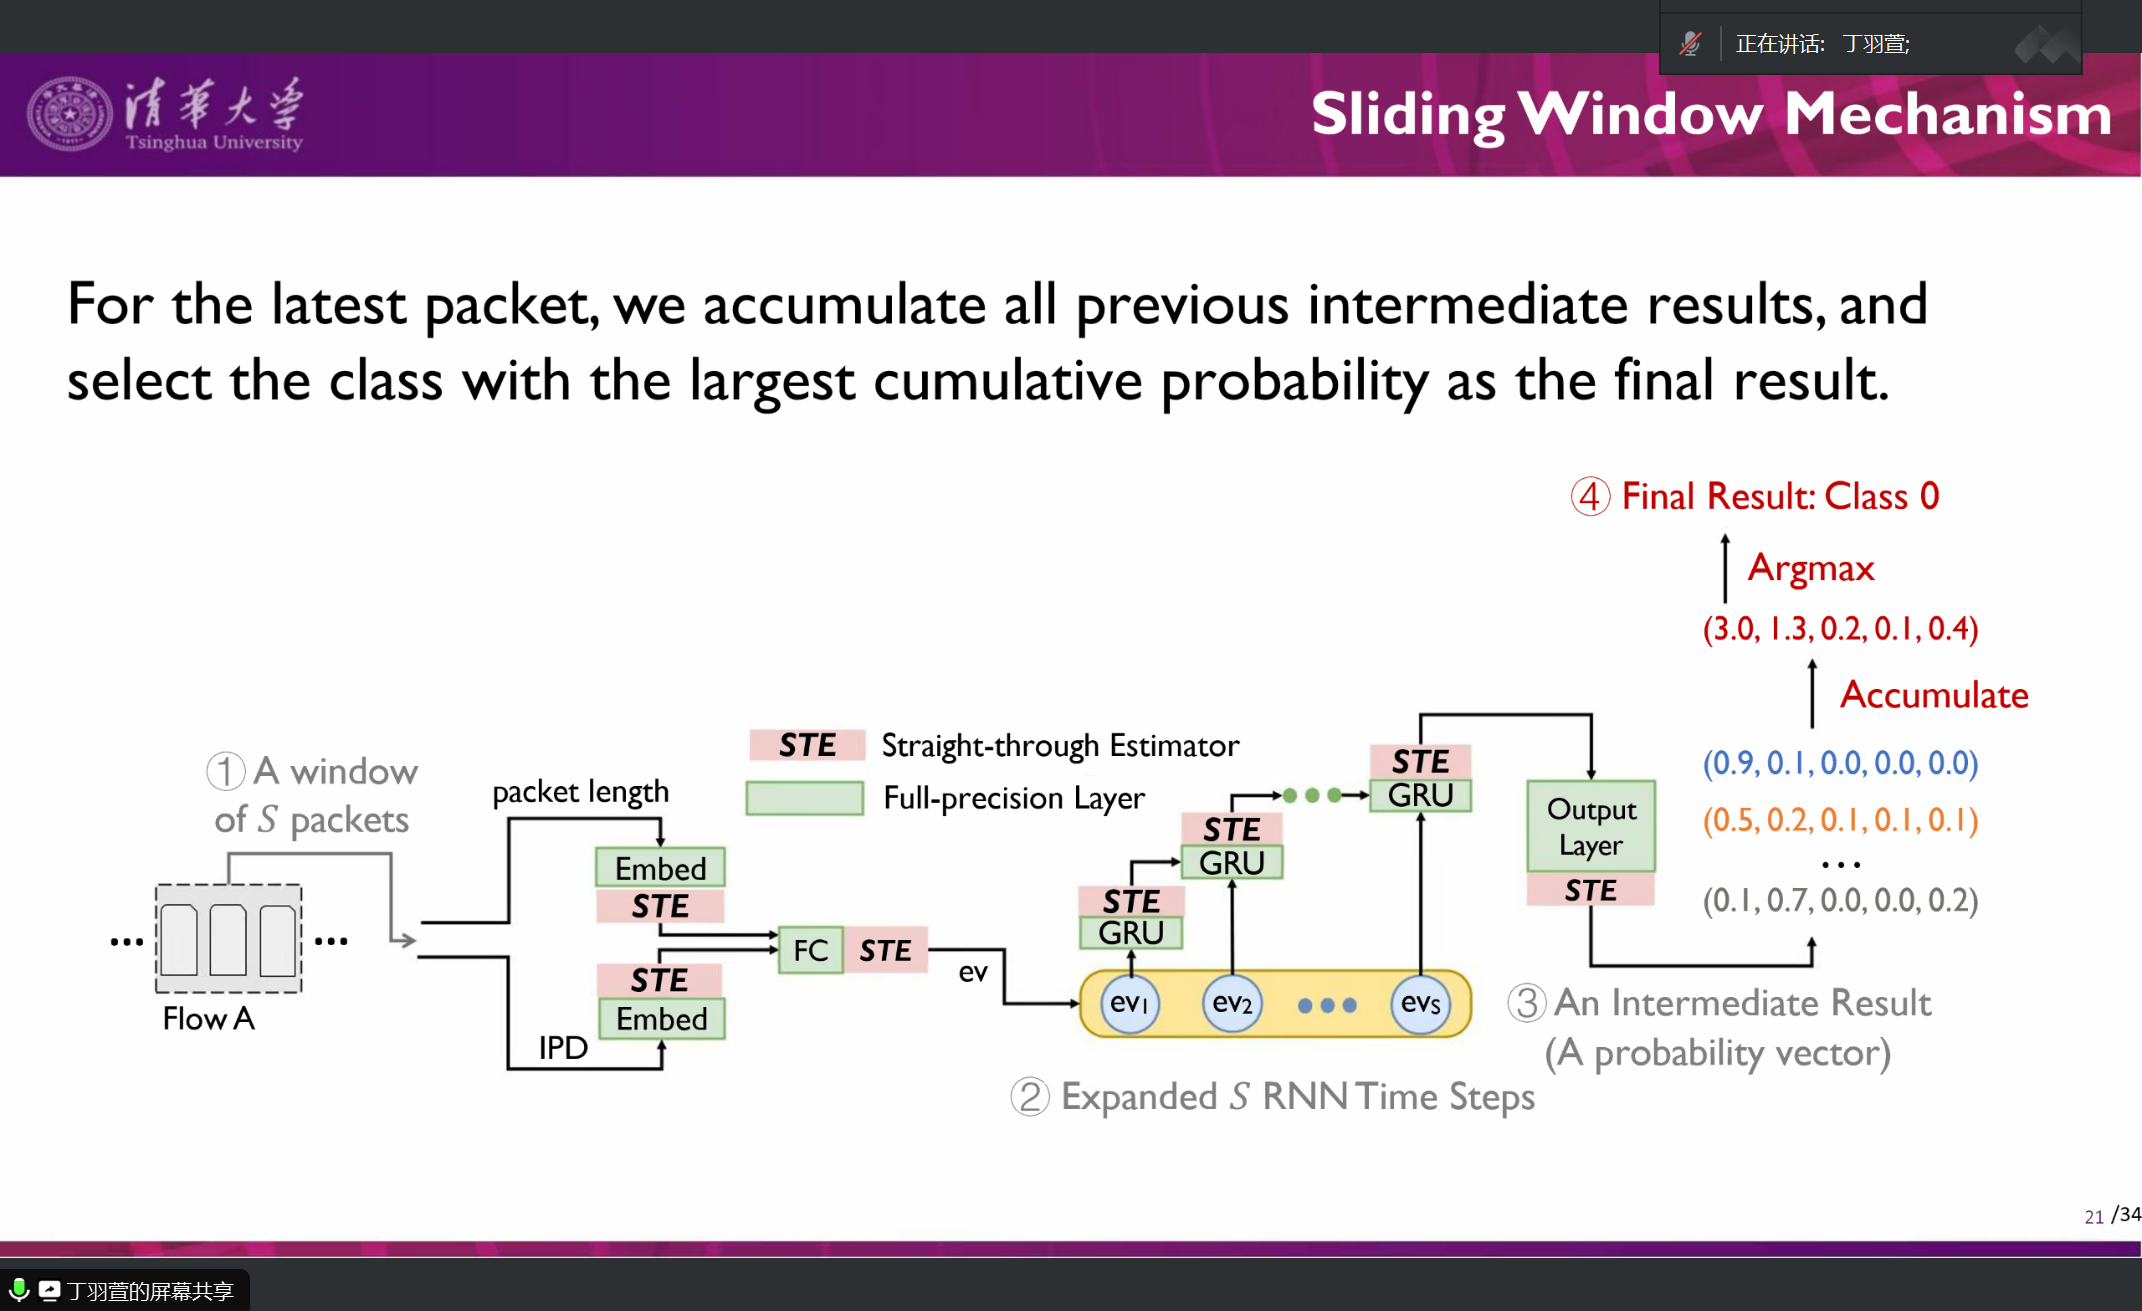 正在讲话: 丁羽萱;
清华大学
Tsinghua University
Sliding Window Mechanism
For the latest packet, we accumulate all previous intermediate results, and
select the class with the largest cumulative probability as the final result.
④ Final Result: Class 0
Argmax
(3.0, 1.3, 0.2, 0.1, 0.4)
Accumulate
(0.9, 0.1, 0.0, 0.0, 0.0)
(0.5, 0.2, 0.1, 0.1, 0.1)
...
(0.1, 0.7, 0.0, 0.0, 0.2)
① A window
of S packets
... ...
Flow A
packet length
IPD
Embed
STE
STE
Embed
FC STE
ev
STE Straight-through Estimator
Full-precision Layer
STE
GRU
STE
GRU
STE
GRU
ev1 ev2 evS
② Expanded S RNN Time Steps
Output
Layer
STE
③ An Intermediate Result
(A probability vector)
21 /34
丁羽萱的屏幕共享